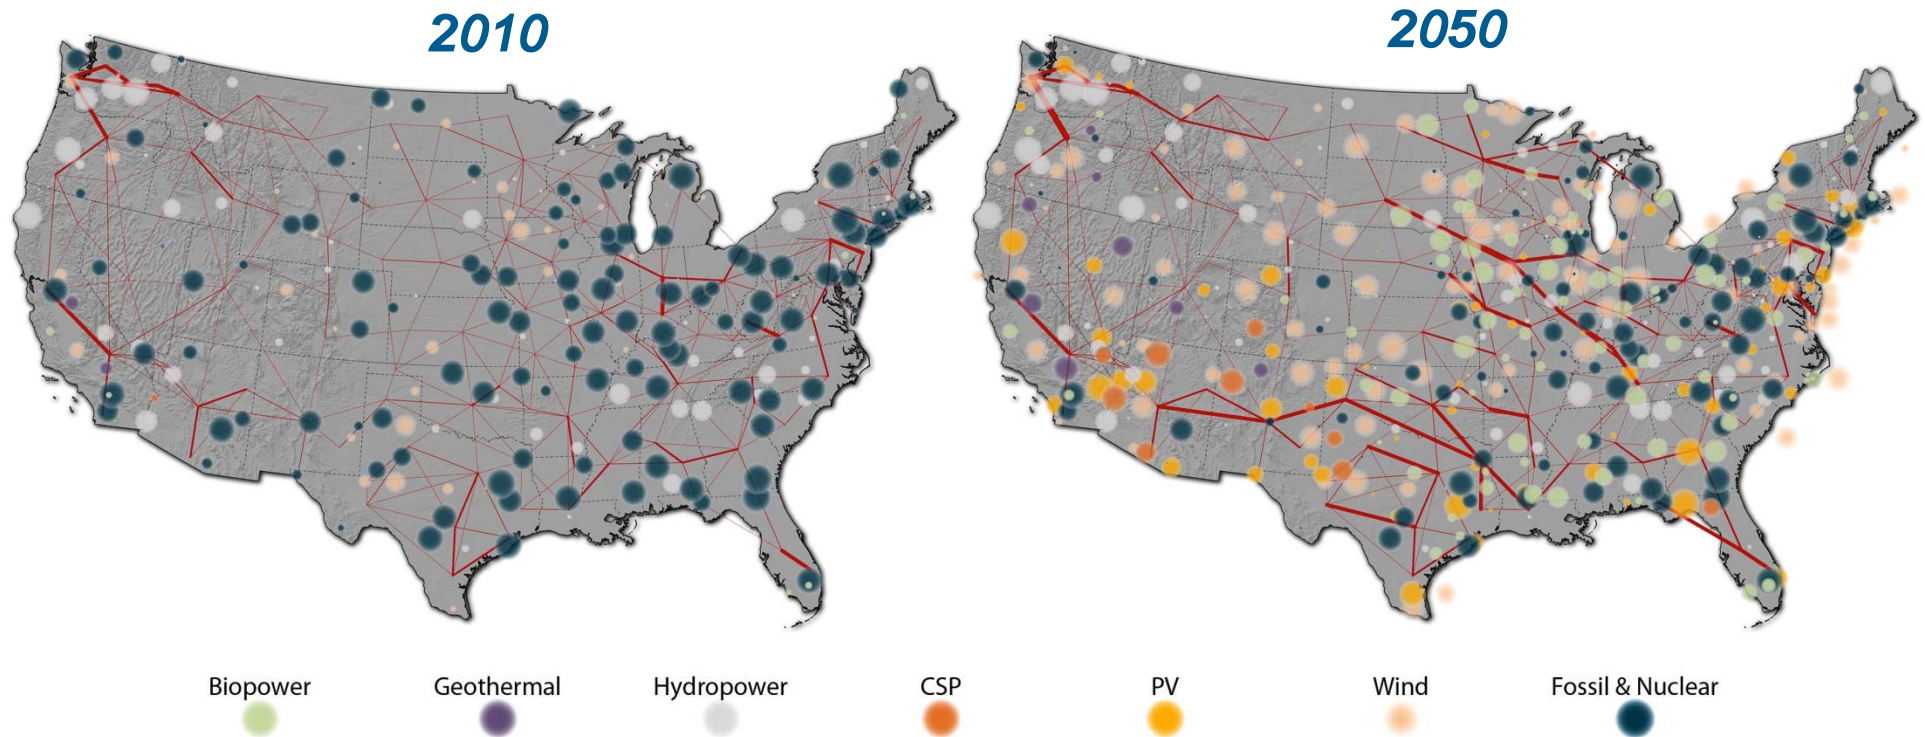 2010
2050
Biopower
Geothermal
Hydropower
CSP
PV
Wind
Fossil & Nuclear